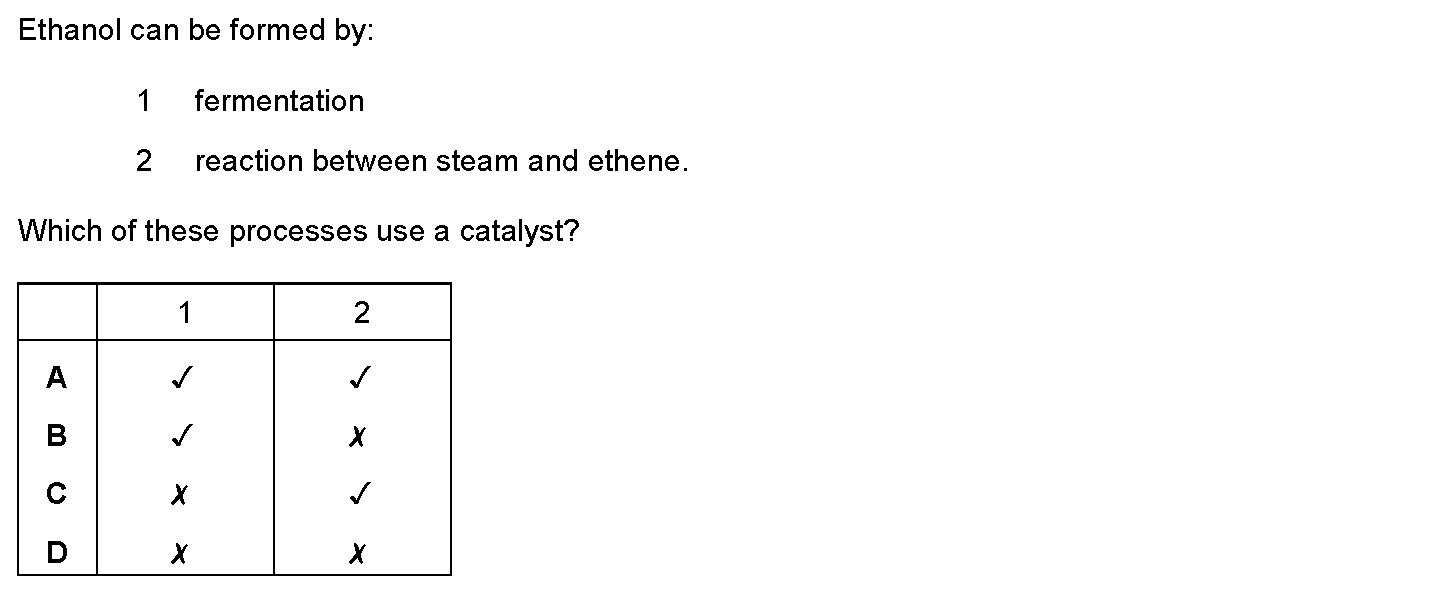 Ethanol can be formed by:
1 fermentation
2 reaction between steam and ethene.
Which of these processes use a catalyst?
1 2
A ✓ ✓
B ✓ ✗
C ✗ ✓
D ✗ ✗